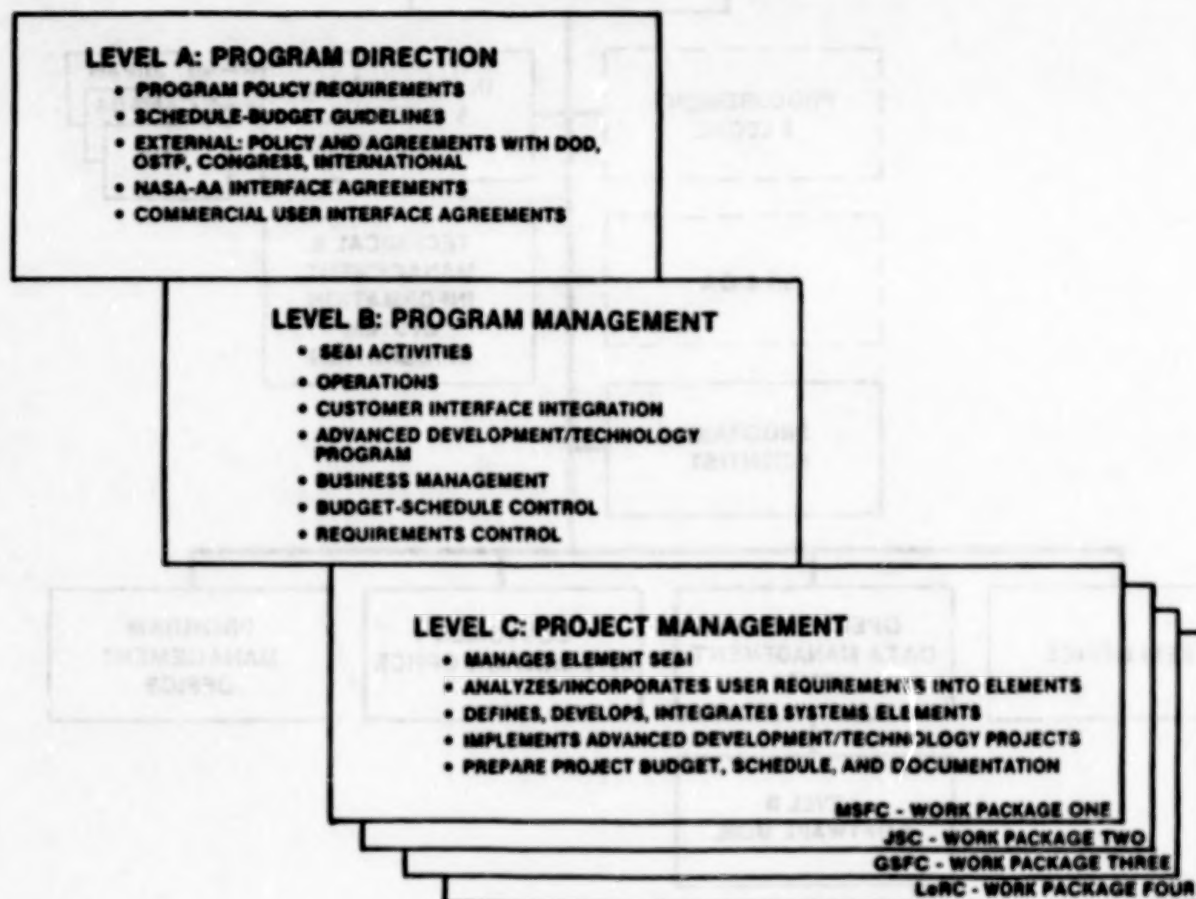 LEVEL A: PROGRAM DIRECTION
• PROGRAM POLICY REQUIREMENTS
• SCHEDULE-BUDGET GUIDELINES
• EXTERNAL: POLICY AND AGREEMENTS WITH DOD,
OSTP, CONGRESS, INTERNATIONAL
• NASA-AA INTERFACE AGREEMENTS
• COMMERCIAL USER INTERFACE AGREEMENTS
LEVEL B: PROGRAM MANAGEMENT
• SE&I ACTIVITIES
• OPERATIONS
• CUSTOMER INTERFACE INTEGRATION
• ADVANCED DEVELOPMENT/TECHNOLOGY
PROGRAM
• BUSINESS MANAGEMENT
• BUDGET-SCHEDULE CONTROL
• REQUIREMENTS CONTROL
LEVEL C: PROJECT MANAGEMENT
• MANAGES ELEMENT SE&I
• ANALYZES/INCORPORATES USER REQUIREMENTS INTO ELEMENTS
• DEFINES, DEVELOPS, INTEGRATES SYSTEMS ELEMENTS
• IMPLEMENTS ADVANCED DEVELOPMENT/TECHNOLOGY PROJECTS
• PREPARE PROJECT BUDGET, SCHEDULE, AND DOCUMENTATION
MSFC - WORK PACKAGE ONE
JSC - WORK PACKAGE TWO
GSFC - WORK PACKAGE THREE
LeRC - WORK PACKAGE FOUR